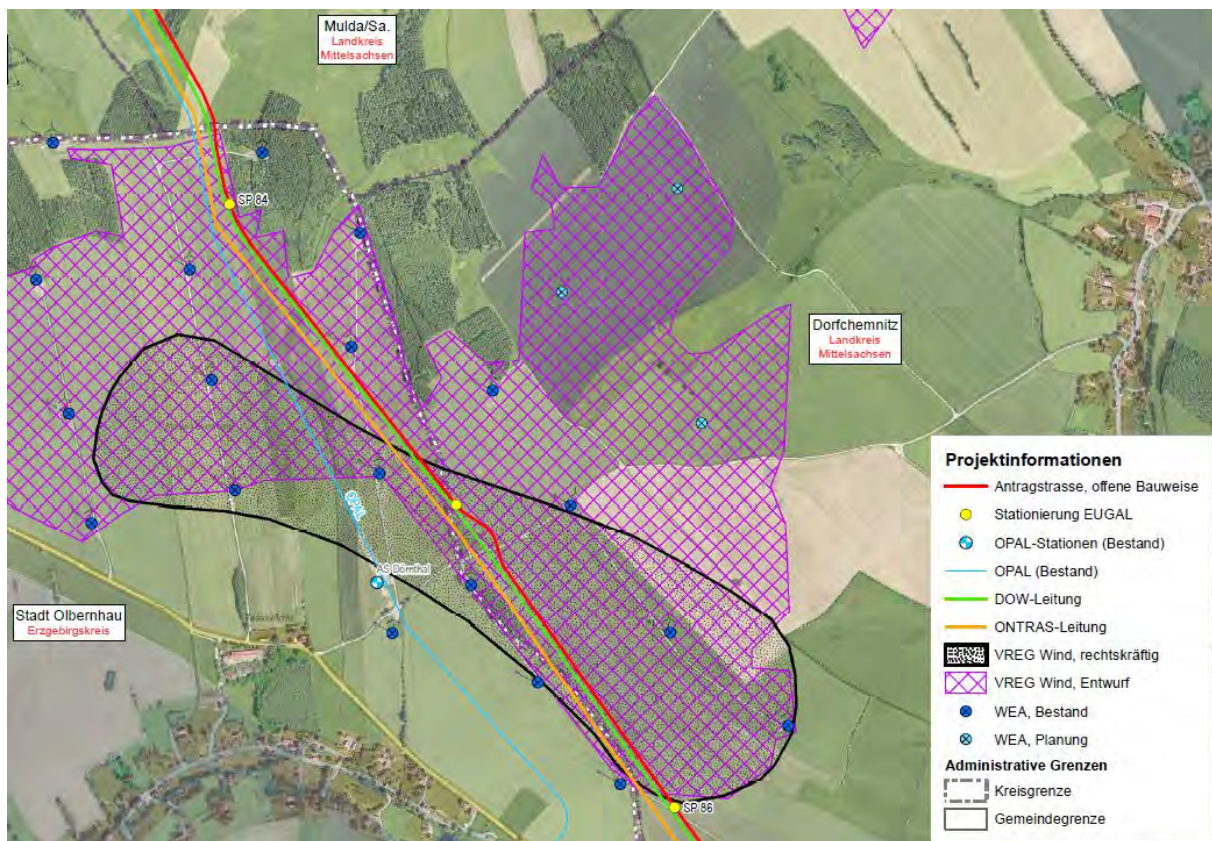 Mulda/Sa.
Landkreis
Mittelsachsen
SP 84
Dorfchemnitz
Landkreis
Mittelsachsen
OPAL
AS Dörnthal
Stadt Olbernhau
Erzgebirgskreis
SP 86
Projektinformationen
Antragstrasse, offene Bauweise
Stationierung EUGAL
OPAL-Stationen (Bestand)
OPAL (Bestand)
DOW-Leitung
ONTRAS-Leitung
VREG Wind, rechtskräftig
VREG Wind, Entwurf
WEA, Bestand
WEA, Planung
Administrative Grenzen
Kreisgrenze
Gemeindegrenze